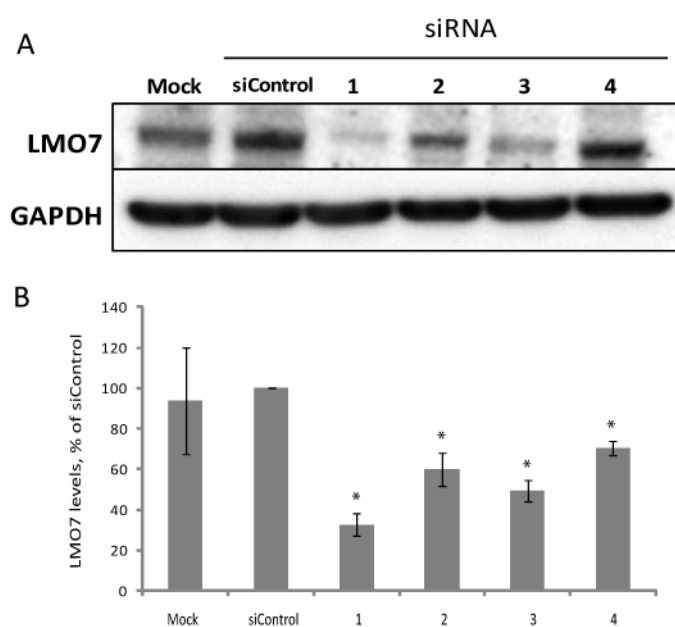 A
siRNA
Mock siControl 1 2 3 4
LMO7
GAPDH
B
LMO7 levels, % of siControl
140
120
100
80
60
40
20
0
* * * *
Mock siControl 1 2 3 4